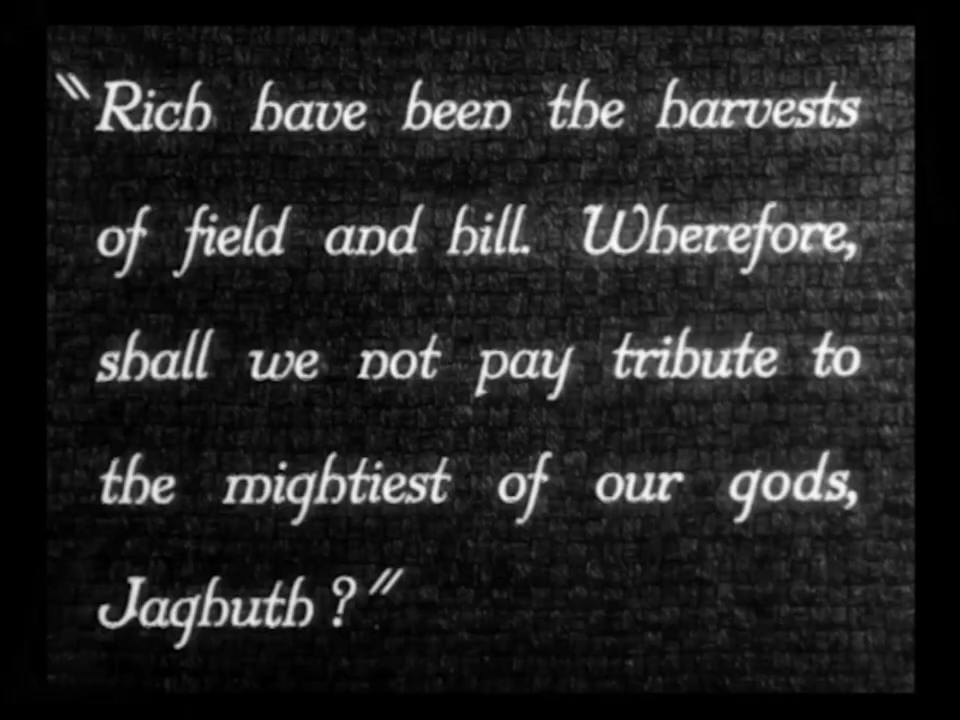 "Rich have been the harvests
of field and hill. Wherefore,
shall we not pay tribute to
the mightiest of our gods,
Jaghuth?"